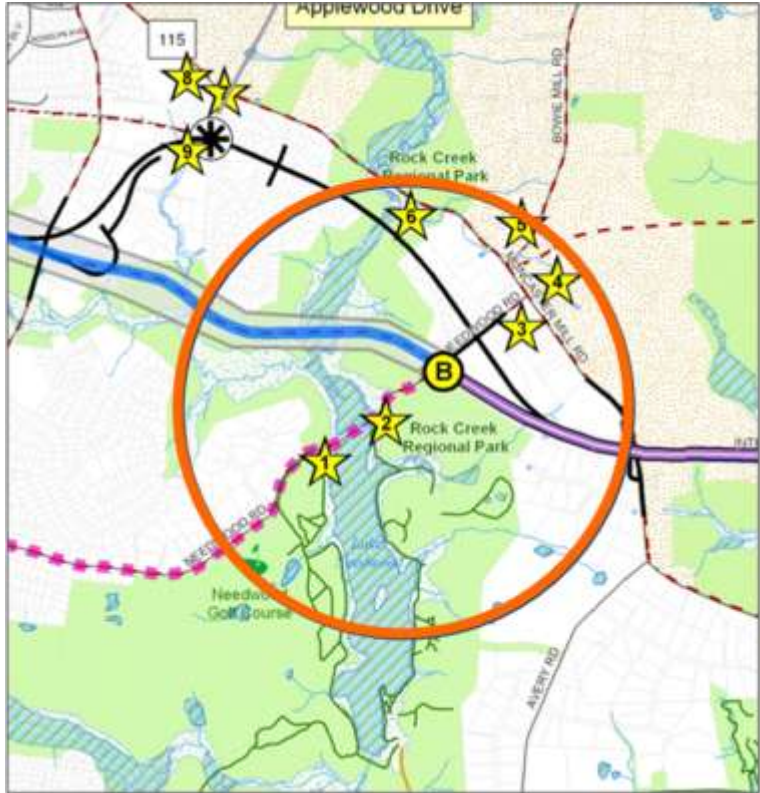 Applewood Drive
115
8
7
9
BOWIE MILL RD
Rock Creek
Regional Park
6
5
4
MUNCASTER MILL RD
NEEDWOOD RD
3
B
2
Rock Creek
Regional Park
INT
1
NEEDWOOD RD
Needwood
Golf Course
AVERY RD